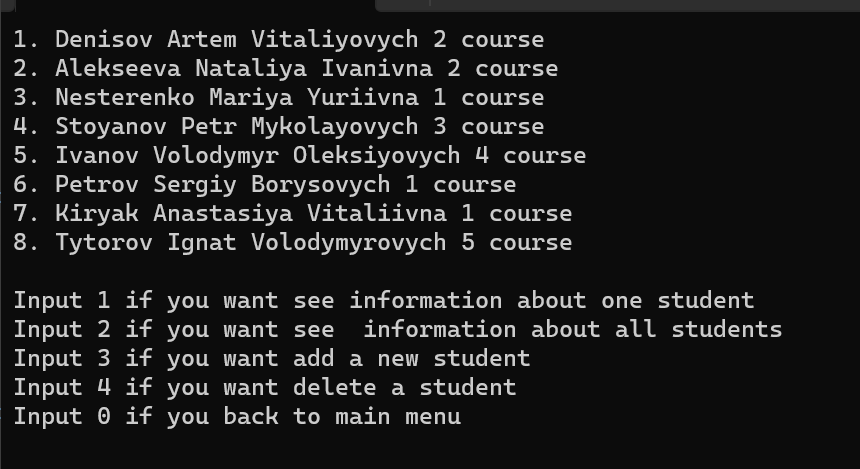 1. Denisov Artem Vitaliyovych 2 course
2. Alekseeva Nataliya Ivanivna 2 course
3. Nesterenko Mariya Yuriivna 1 course
4. Stoyanov Petr Mykolayovych 3 course
5. Ivanov Volodymyr Oleksiyovych 4 course
6. Petrov Sergiy Borysovych 1 course
7. Kiryak Anastasiya Vitaliivna 1 course
8. Tytorov Ignat Volodymyrovych 5 course
Input 1 if you want see information about one student
Input 2 if you want see  information about all students
Input 3 if you want add a new student
Input 4 if you want delete a student
Input 0 if you back to main menu